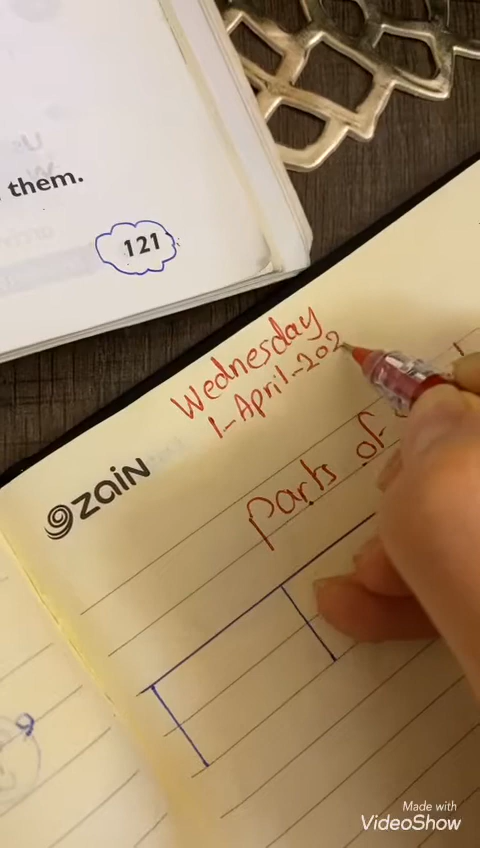 them.
121
Wednesday
1-April-202
zain
Parts of
Made with
VideoShow